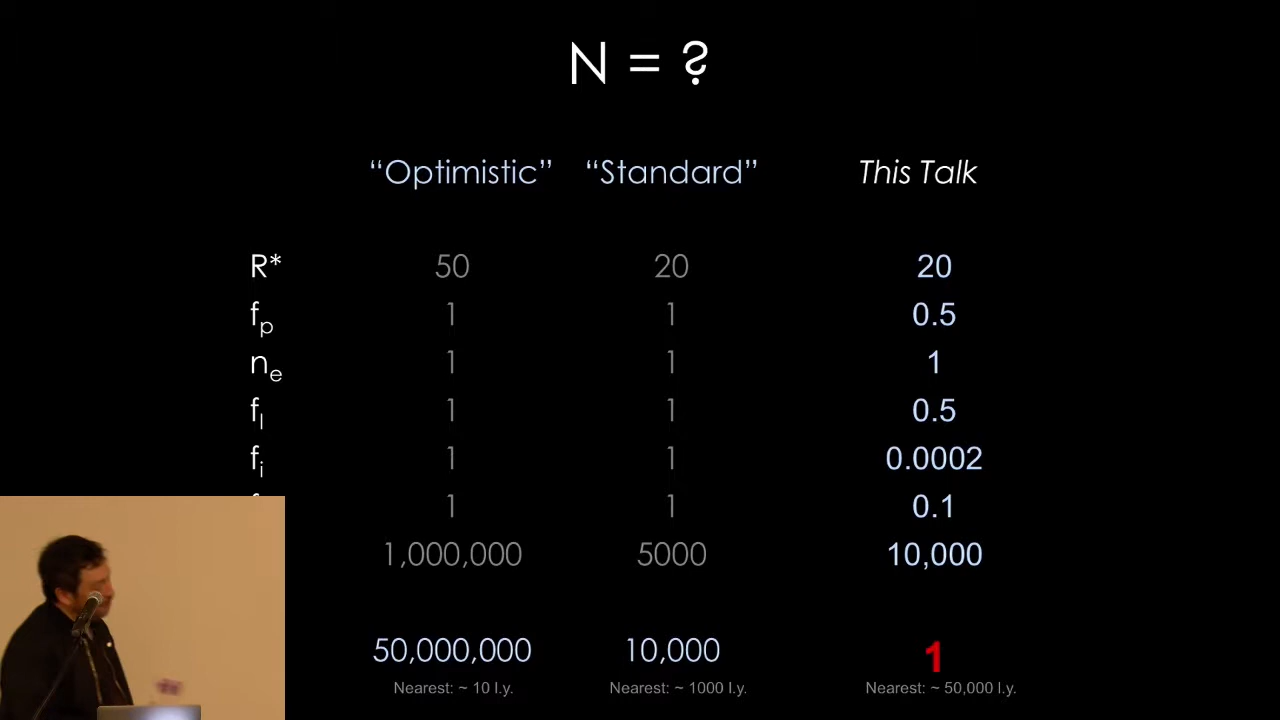 N = ?
“Optimistic” “Standard” This Talk
R* 50 20 20
fp 1 1 0.5
ne 1 1 1
fl 1 1 0.5
fi 1 1 0.0002
1 1 0.1
1,000,000 5000 10,000
50,000,000 10,000 1
Nearest: ~ 10 l.y. Nearest: ~ 1000 l.y. Nearest: ~ 50,000 l.y.